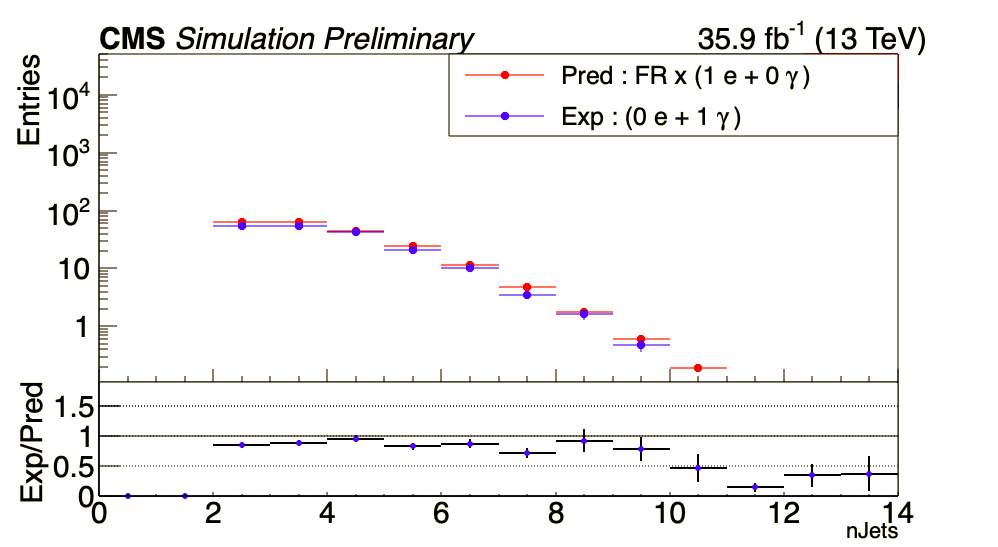 CMS Simulation Preliminary 35.9 fb⁻¹ (13 TeV)
Pred : FR x (1 e + 0 γ)
Exp : (0 e + 1 γ)
Entries
10⁴
10³
10²
10
1
Exp/Pred
1.5
1
0.5
0
0 2 4 6 8 10 12 14
nJets